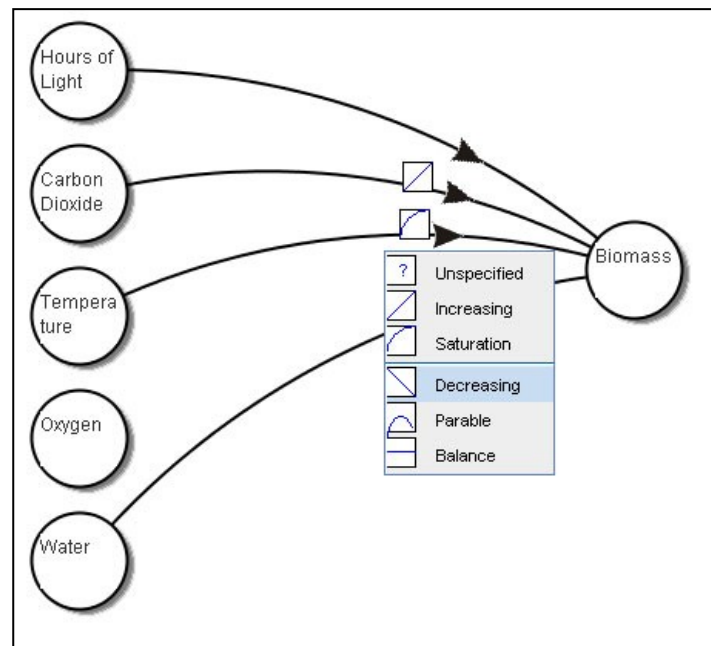 Hours of
Light
Carbon
Dioxide
Tempera
ture
Oxygen
Water
Biomass
? Unspecified
Increasing
Saturation
Decreasing
Parable
Balance